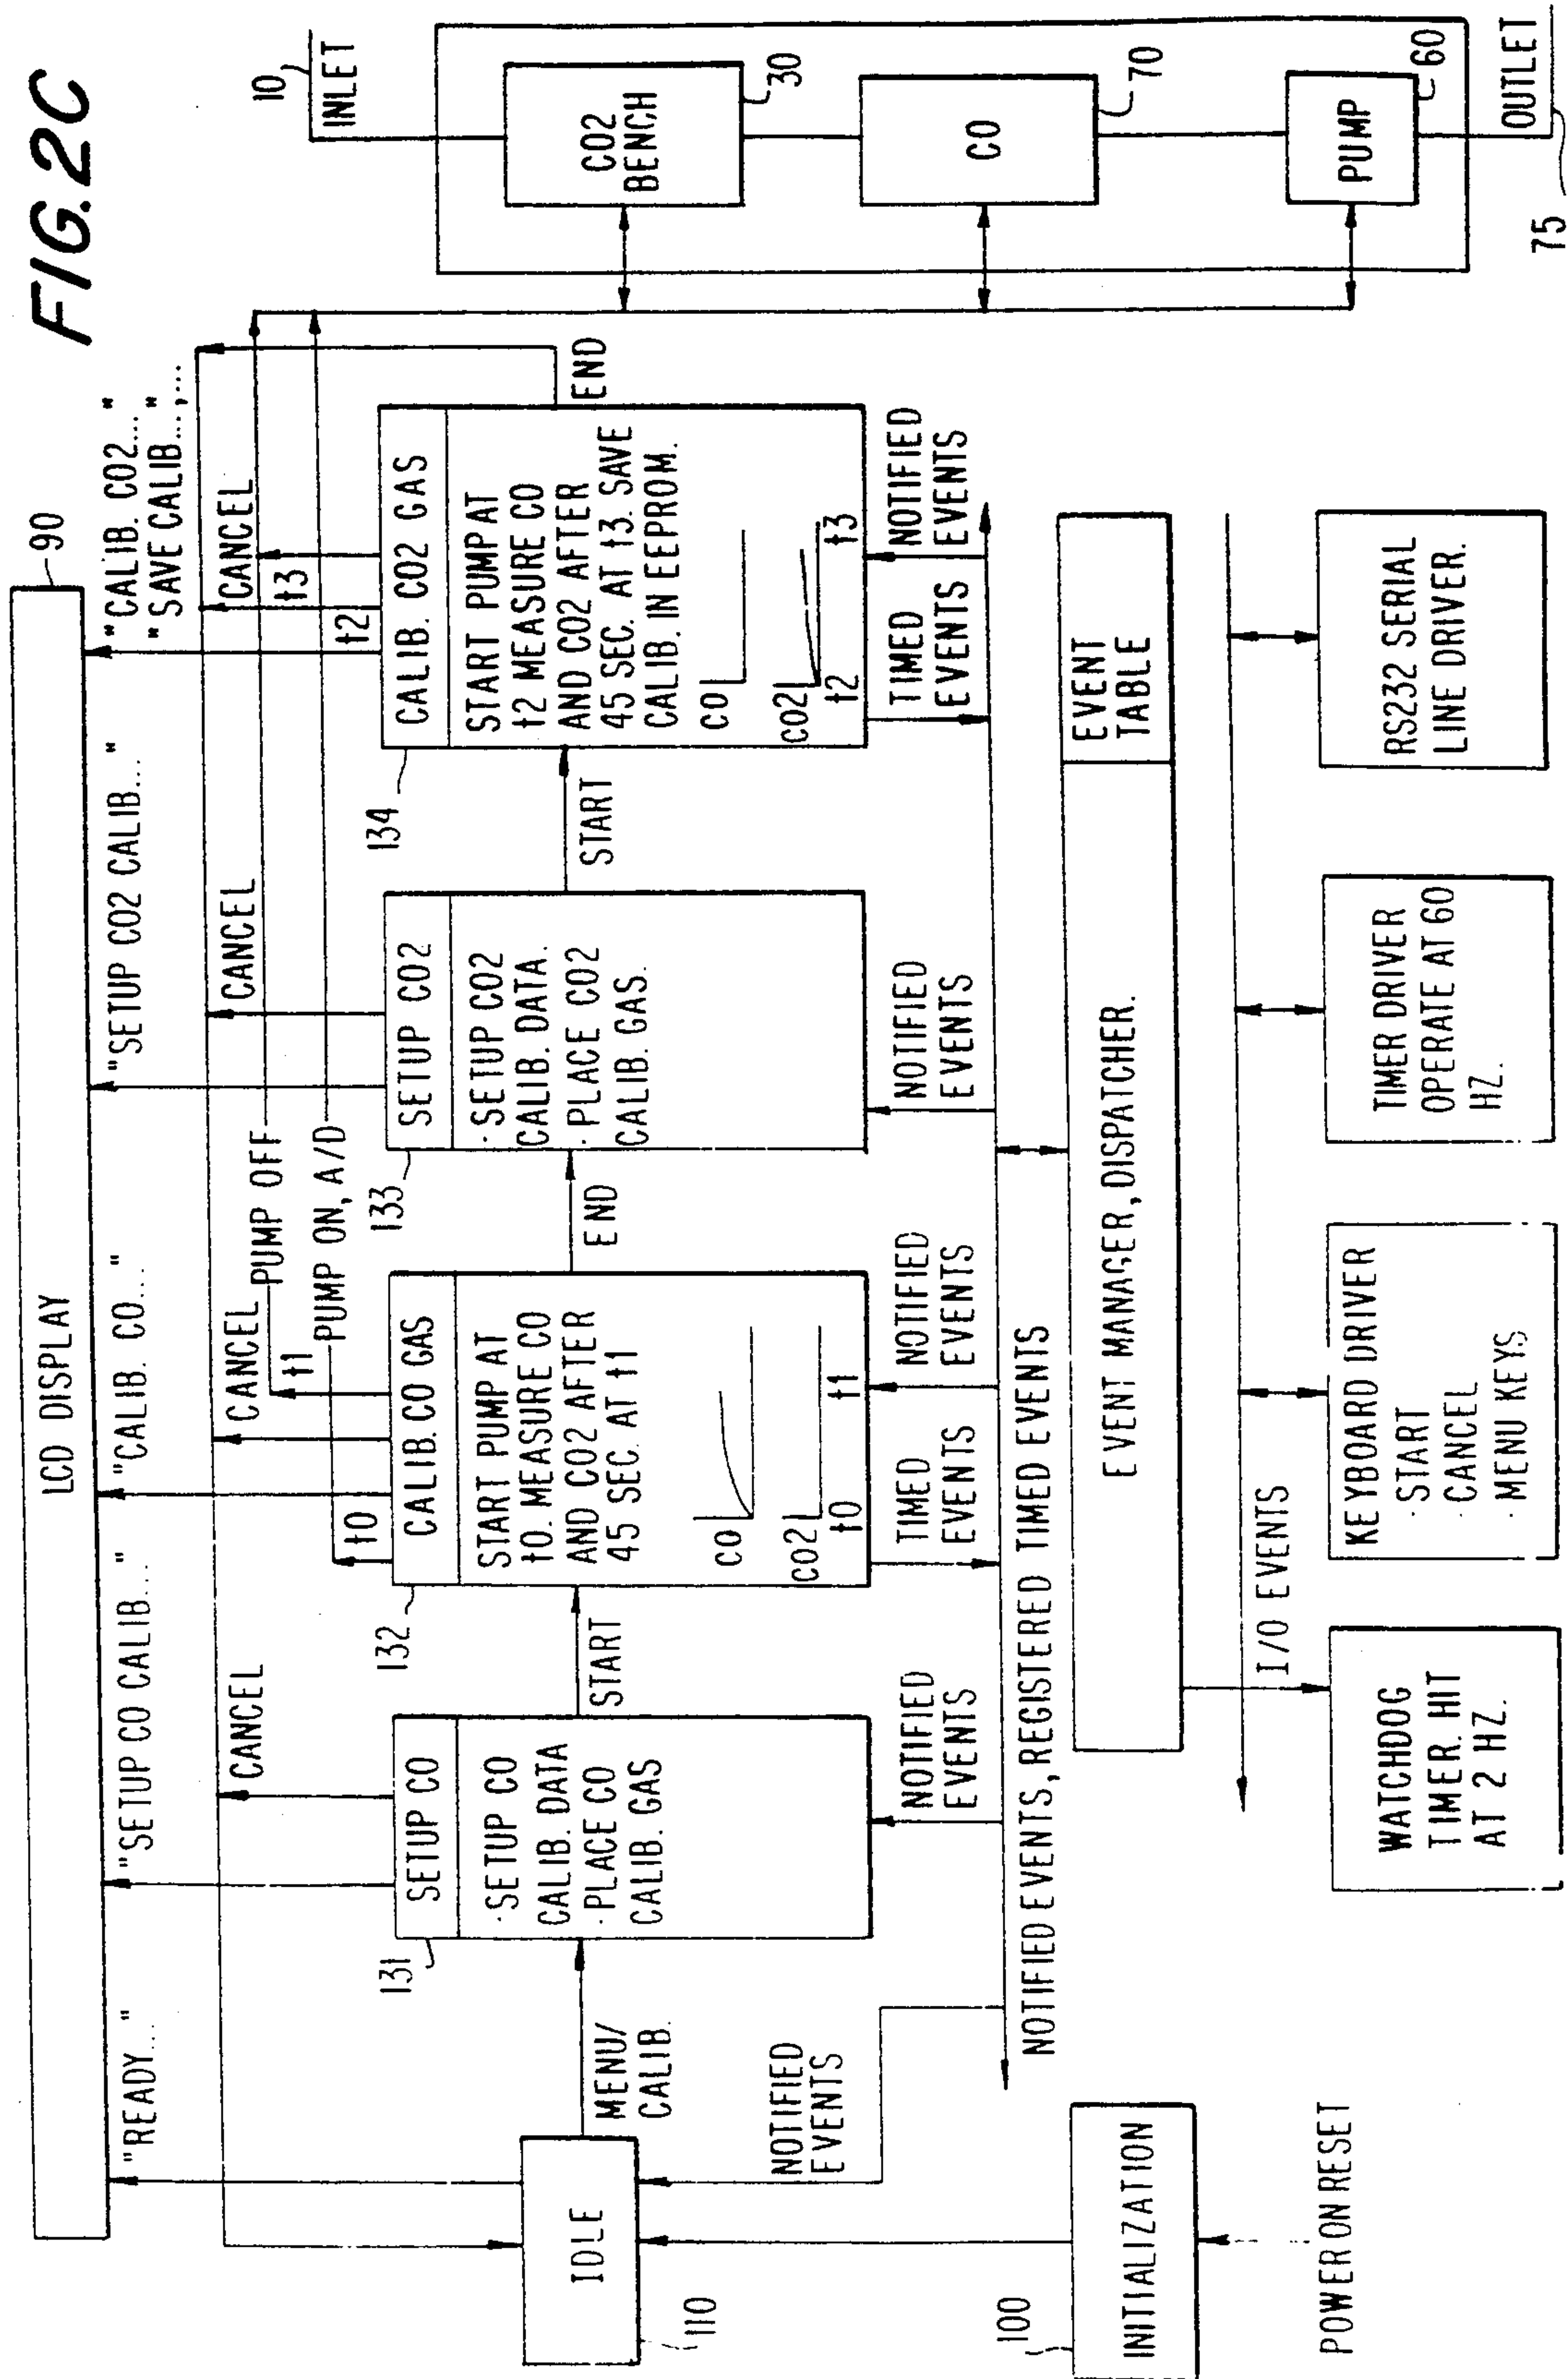 FIG. 2C
LCD DISPLAY
90
"READY..."
"SETUP CO CALIB..."
"CALIB. CO..."
"SETUP CO2 CALIB..."
"CALIB. CO2..."
"SAVE CALIB...,...
CANCEL
CANCEL
CANCEL
CANCEL
t0
t1
PUMP OFF
PUMP ON, A/D
t2
t3
IDLE
110
MENU/
CALIB.
NOTIFIED
EVENTS
131
SETUP CO
·SETUP CO
CALIB. DATA
·PLACE CO
CALIB. GAS
NOTIFIED
EVENTS
START
132
CALIB. CO GAS
START PUMP AT
t0. MEASURE CO
AND CO2 AFTER
45 SEC. AT t1
CO
CO2
t0
t1
TIMED
EVENTS
NOTIFIED
EVENTS
END
133
SETUP CO2
·SETUP CO2
CALIB. DATA.
·PLACE CO2
CALIB. GAS.
NOTIFIED
EVENTS
START
134
CALIB. CO2 GAS
START PUMP AT
t2 MEASURE CO
AND CO2 AFTER
45 SEC. AT t3. SAVE
CALIB. IN EEPROM.
CO
CO2
t2
t3
TIMED
EVENTS
NOTIFIED
EVENTS
END
10
INLET
CO2
BENCH
30
CO
70
PUMP
60
OUTLET
75
100
INITIALIZATION
POWER ON RESET
NOTIFIED EVENTS, REGISTERED TIMED EVENTS
EVENT MANAGER, DISPATCHER.
EVENT
TABLE
I/O EVENTS
WATCHDOG
TIMER. HIT
AT 2 HZ.
KEYBOARD DRIVER
·START
·CANCEL
·MENU KEYS
TIMER DRIVER
OPERATE AT 60
HZ.
RS232 SERIAL
LINE DRIVER.